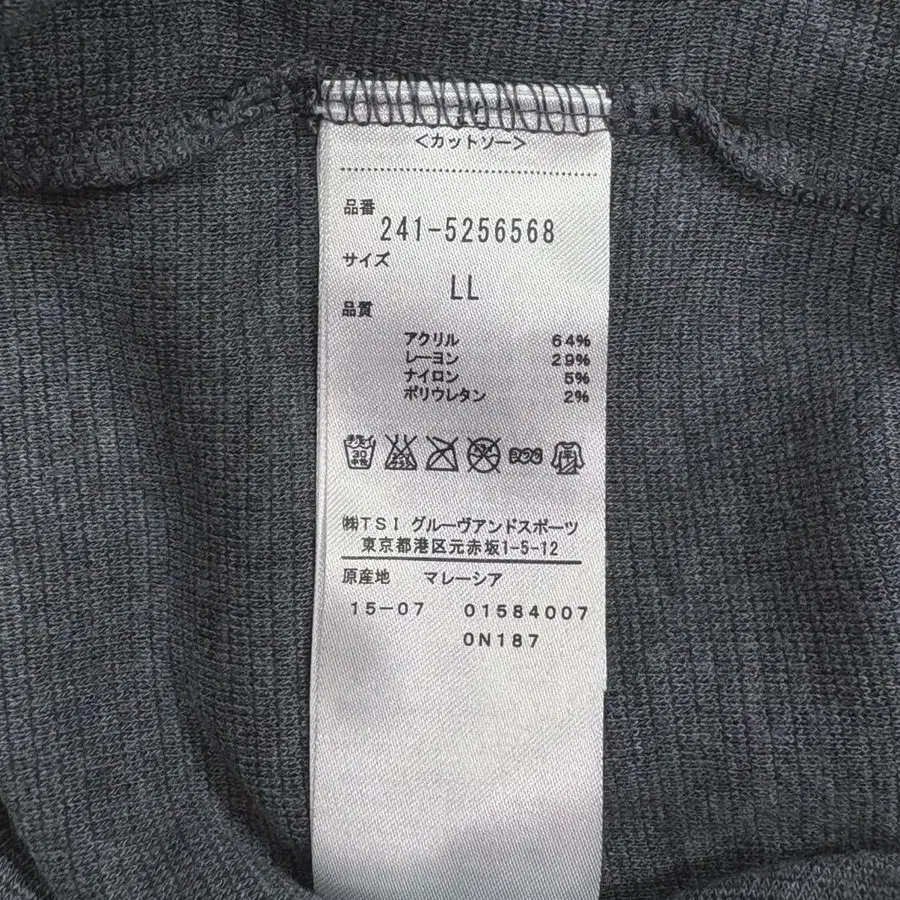 <カットソー>
品番
241-5256568
サイズ
LL
品質
アクリル 64%
レーヨン 29%
ナイロン 5%
ポリウレタン 2%
㈱TSI グルーヴアンドスポーツ
東京都港区元赤坂1-5-12
原産地 マレーシア
15-07 01584007
0N187